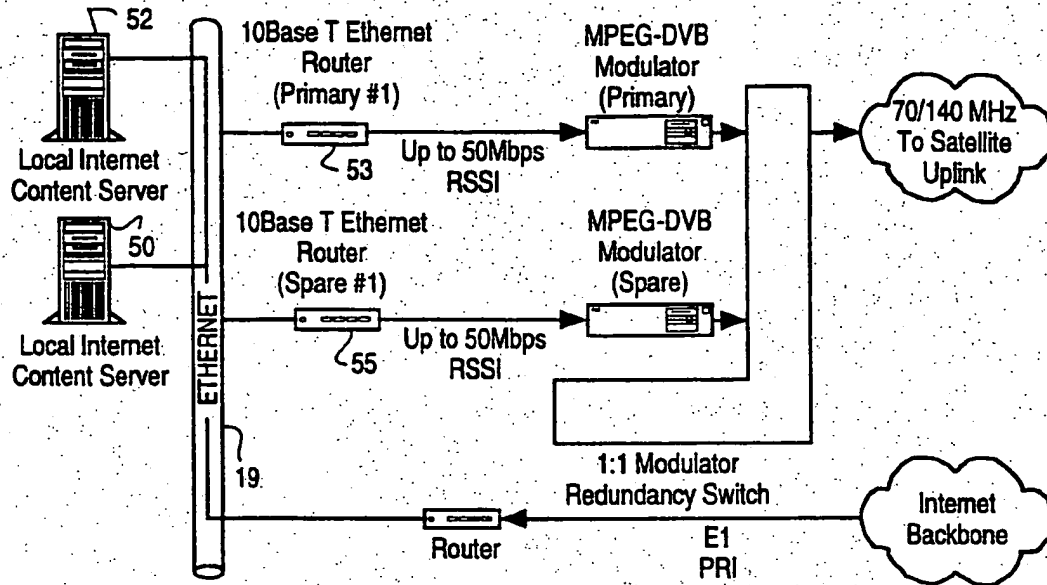 52
Local Internet
Content Server
50
Local Internet
Content Server
ETHERNET
19
10Base T Ethernet
Router
(Primary #1)
53
Up to 50Mbps
RSSI
MPEG-DVB
Modulator
(Primary)
70/140 MHz
To Satellite
Uplink
10Base T Ethernet
Router
(Spare #1)
55
Up to 50Mbps
RSSI
MPEG-DVB
Modulator
(Spare)
1:1 Modulator
Redundancy Switch
Router
E1
PRI
Internet
Backbone